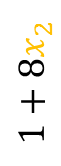 1 + 8x₂